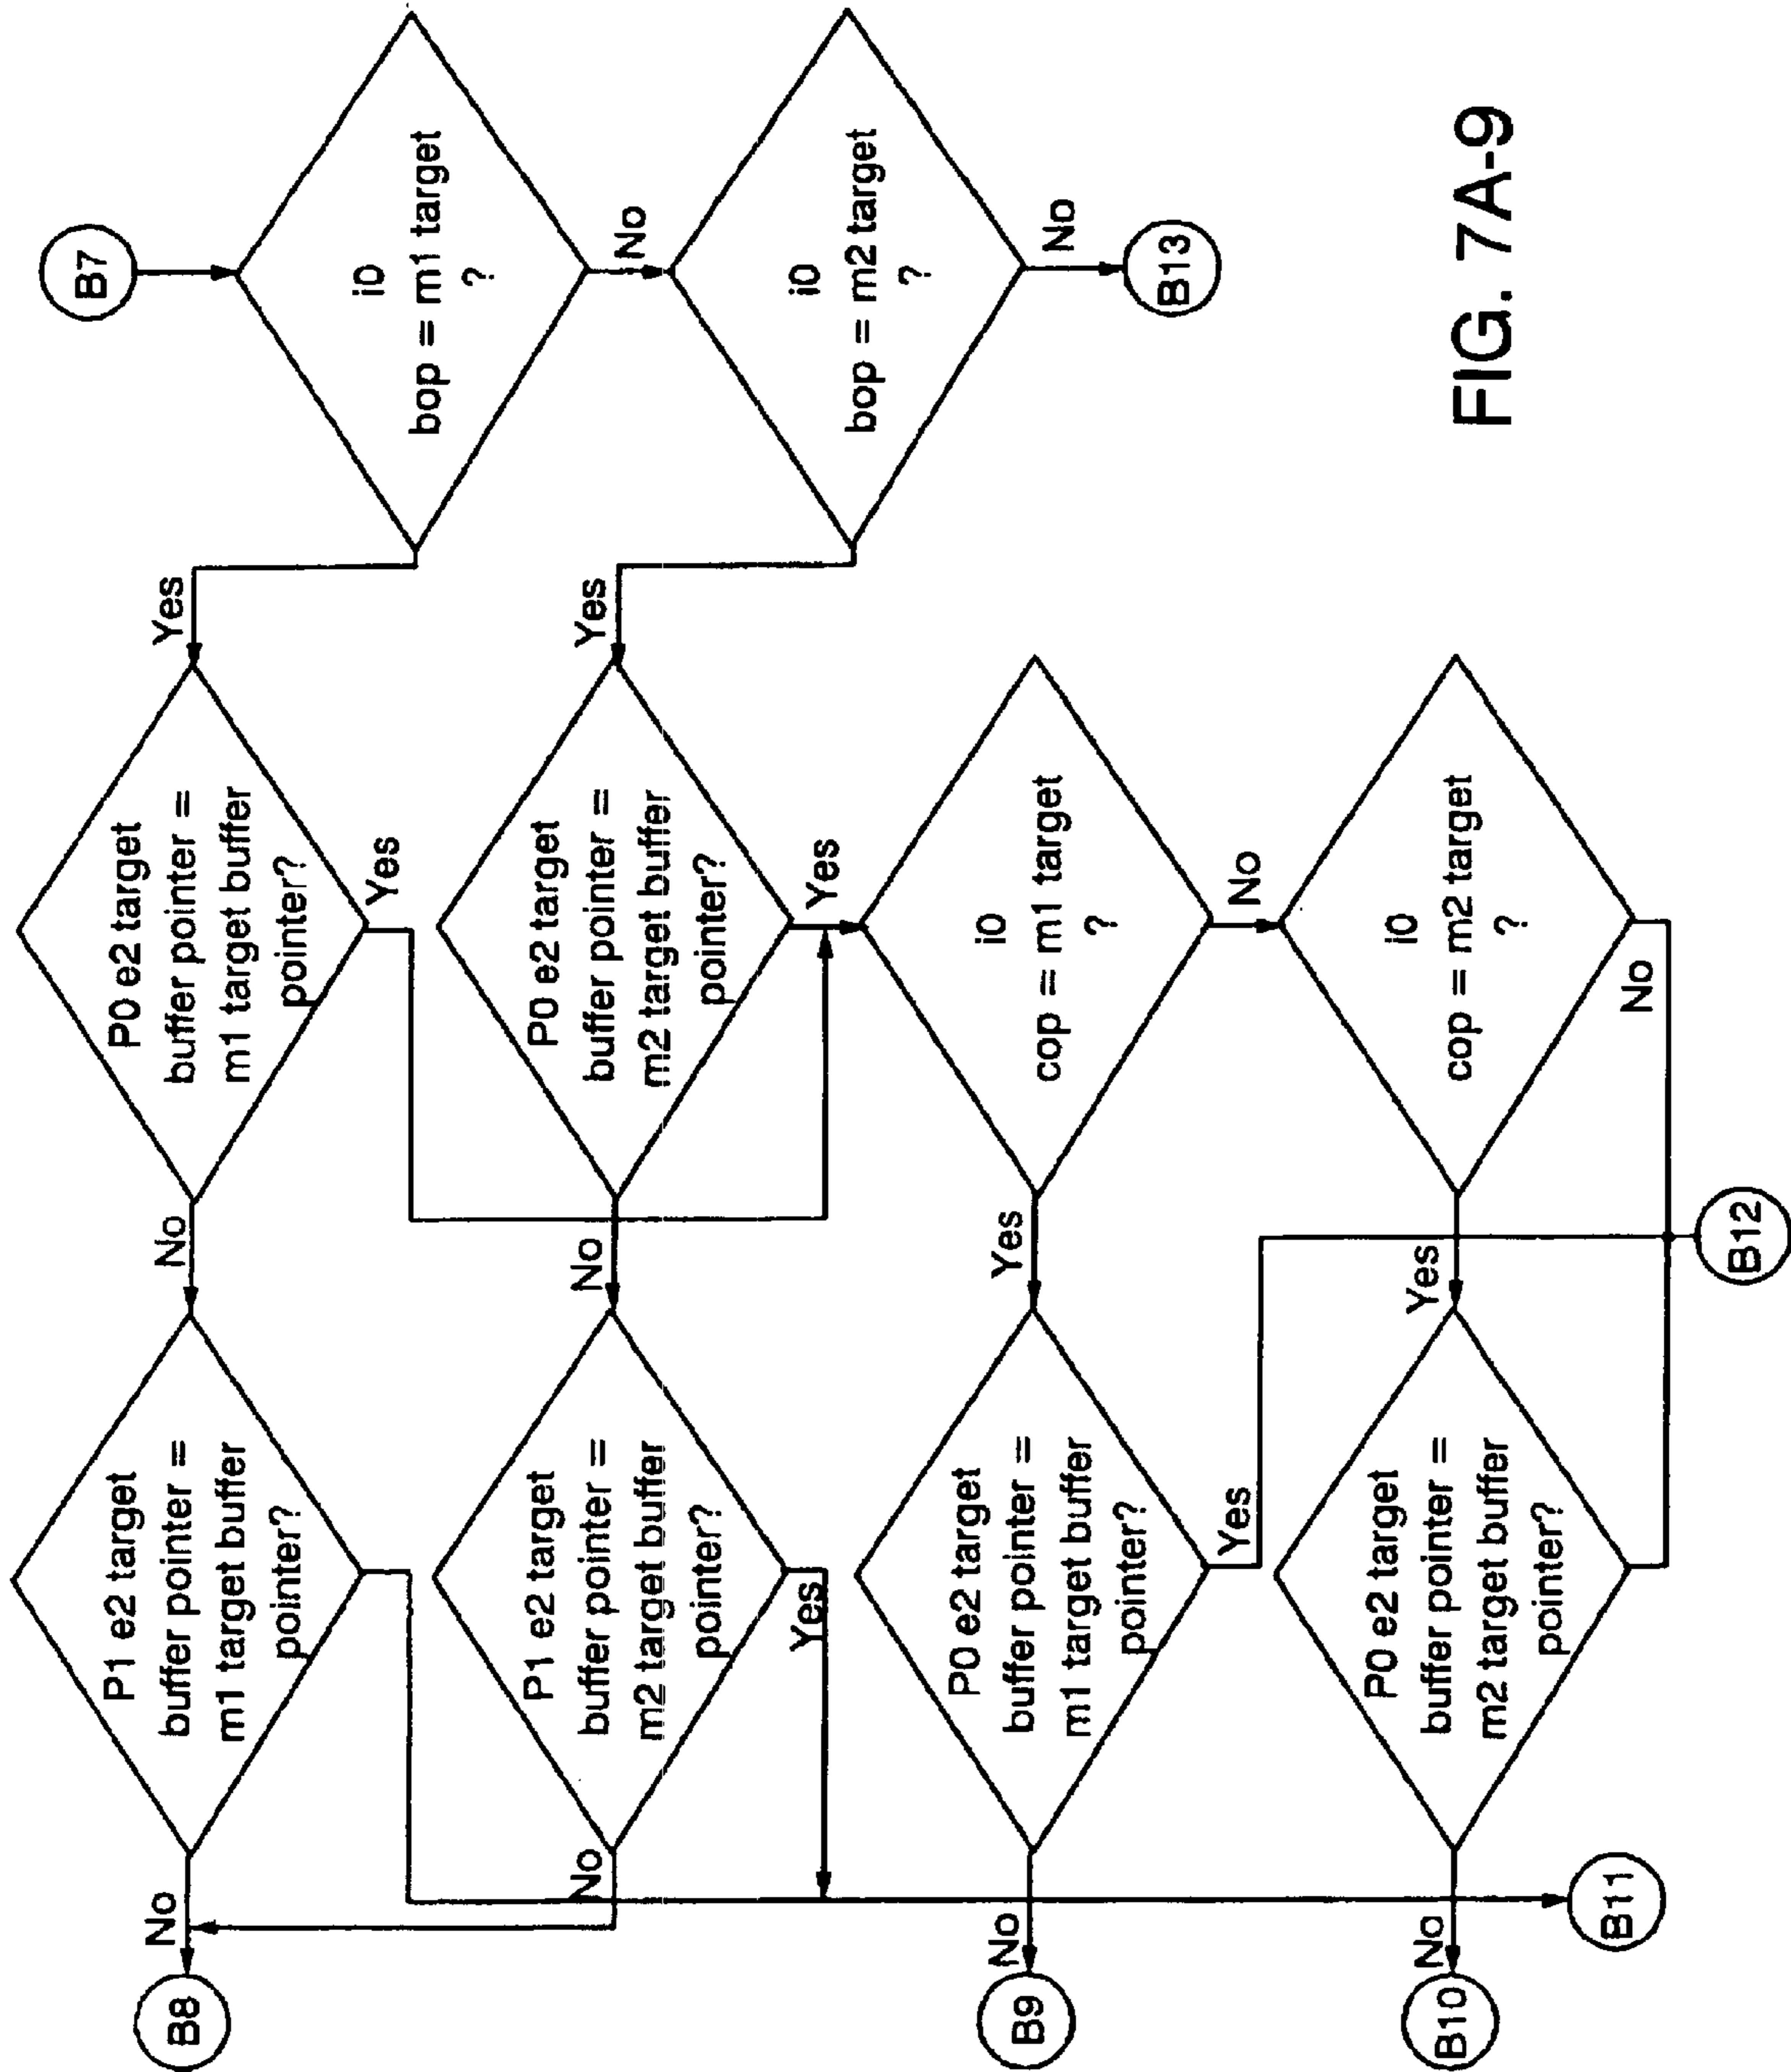 B7
i0
bop = m1 target
?
Yes
No
P0 e2 target
buffer pointer =
m1 target buffer
pointer?
No
Yes
P1 e2 target
buffer pointer =
m1 target buffer
pointer?
No
B8
i0
bop = m2 target
?
Yes
No
B13
P0 e2 target
buffer pointer =
m2 target buffer
pointer?
No
Yes
P1 e2 target
buffer pointer =
m2 target buffer
pointer?
No
Yes
i0
cop = m1 target
?
Yes
No
P0 e2 target
buffer pointer =
m1 target buffer
pointer?
No
Yes
B9
i0
cop = m2 target
?
Yes
No
P0 e2 target
buffer pointer =
m2 target buffer
pointer?
No
B10
B11
B12
FIG. 7A-9